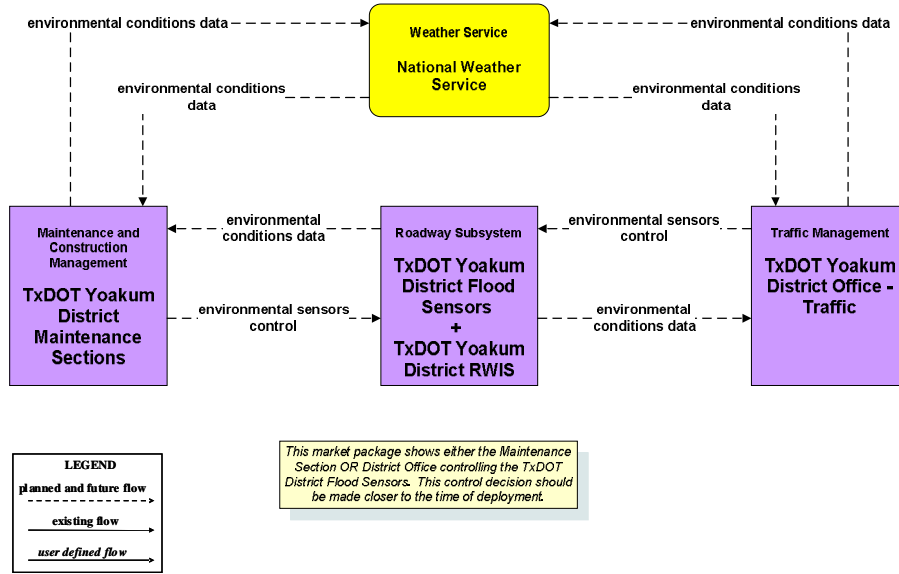 environmental conditions data
Weather Service
National Weather
Service
environmental conditions data
environmental conditions
data
environmental conditions
data
Maintenance and
Construction
Management
TxDOT Yoakum
District
Maintenance
Sections
environmental
conditions data
environmental sensors
control
Roadway Subsystem
TxDOT Yoakum
District Flood
Sensors
+
TxDOT Yoakum
District RWIS
environmental sensors
control
environmental
conditions data
Traffic Management
TxDOT Yoakum
District Office -
Traffic
LEGEND
planned and future flow
existing flow
user defined flow
This market package shows either the Maintenance
Section OR District Office controlling the TxDOT
District Flood Sensors. This control decision should
be made closer to the time of deployment.